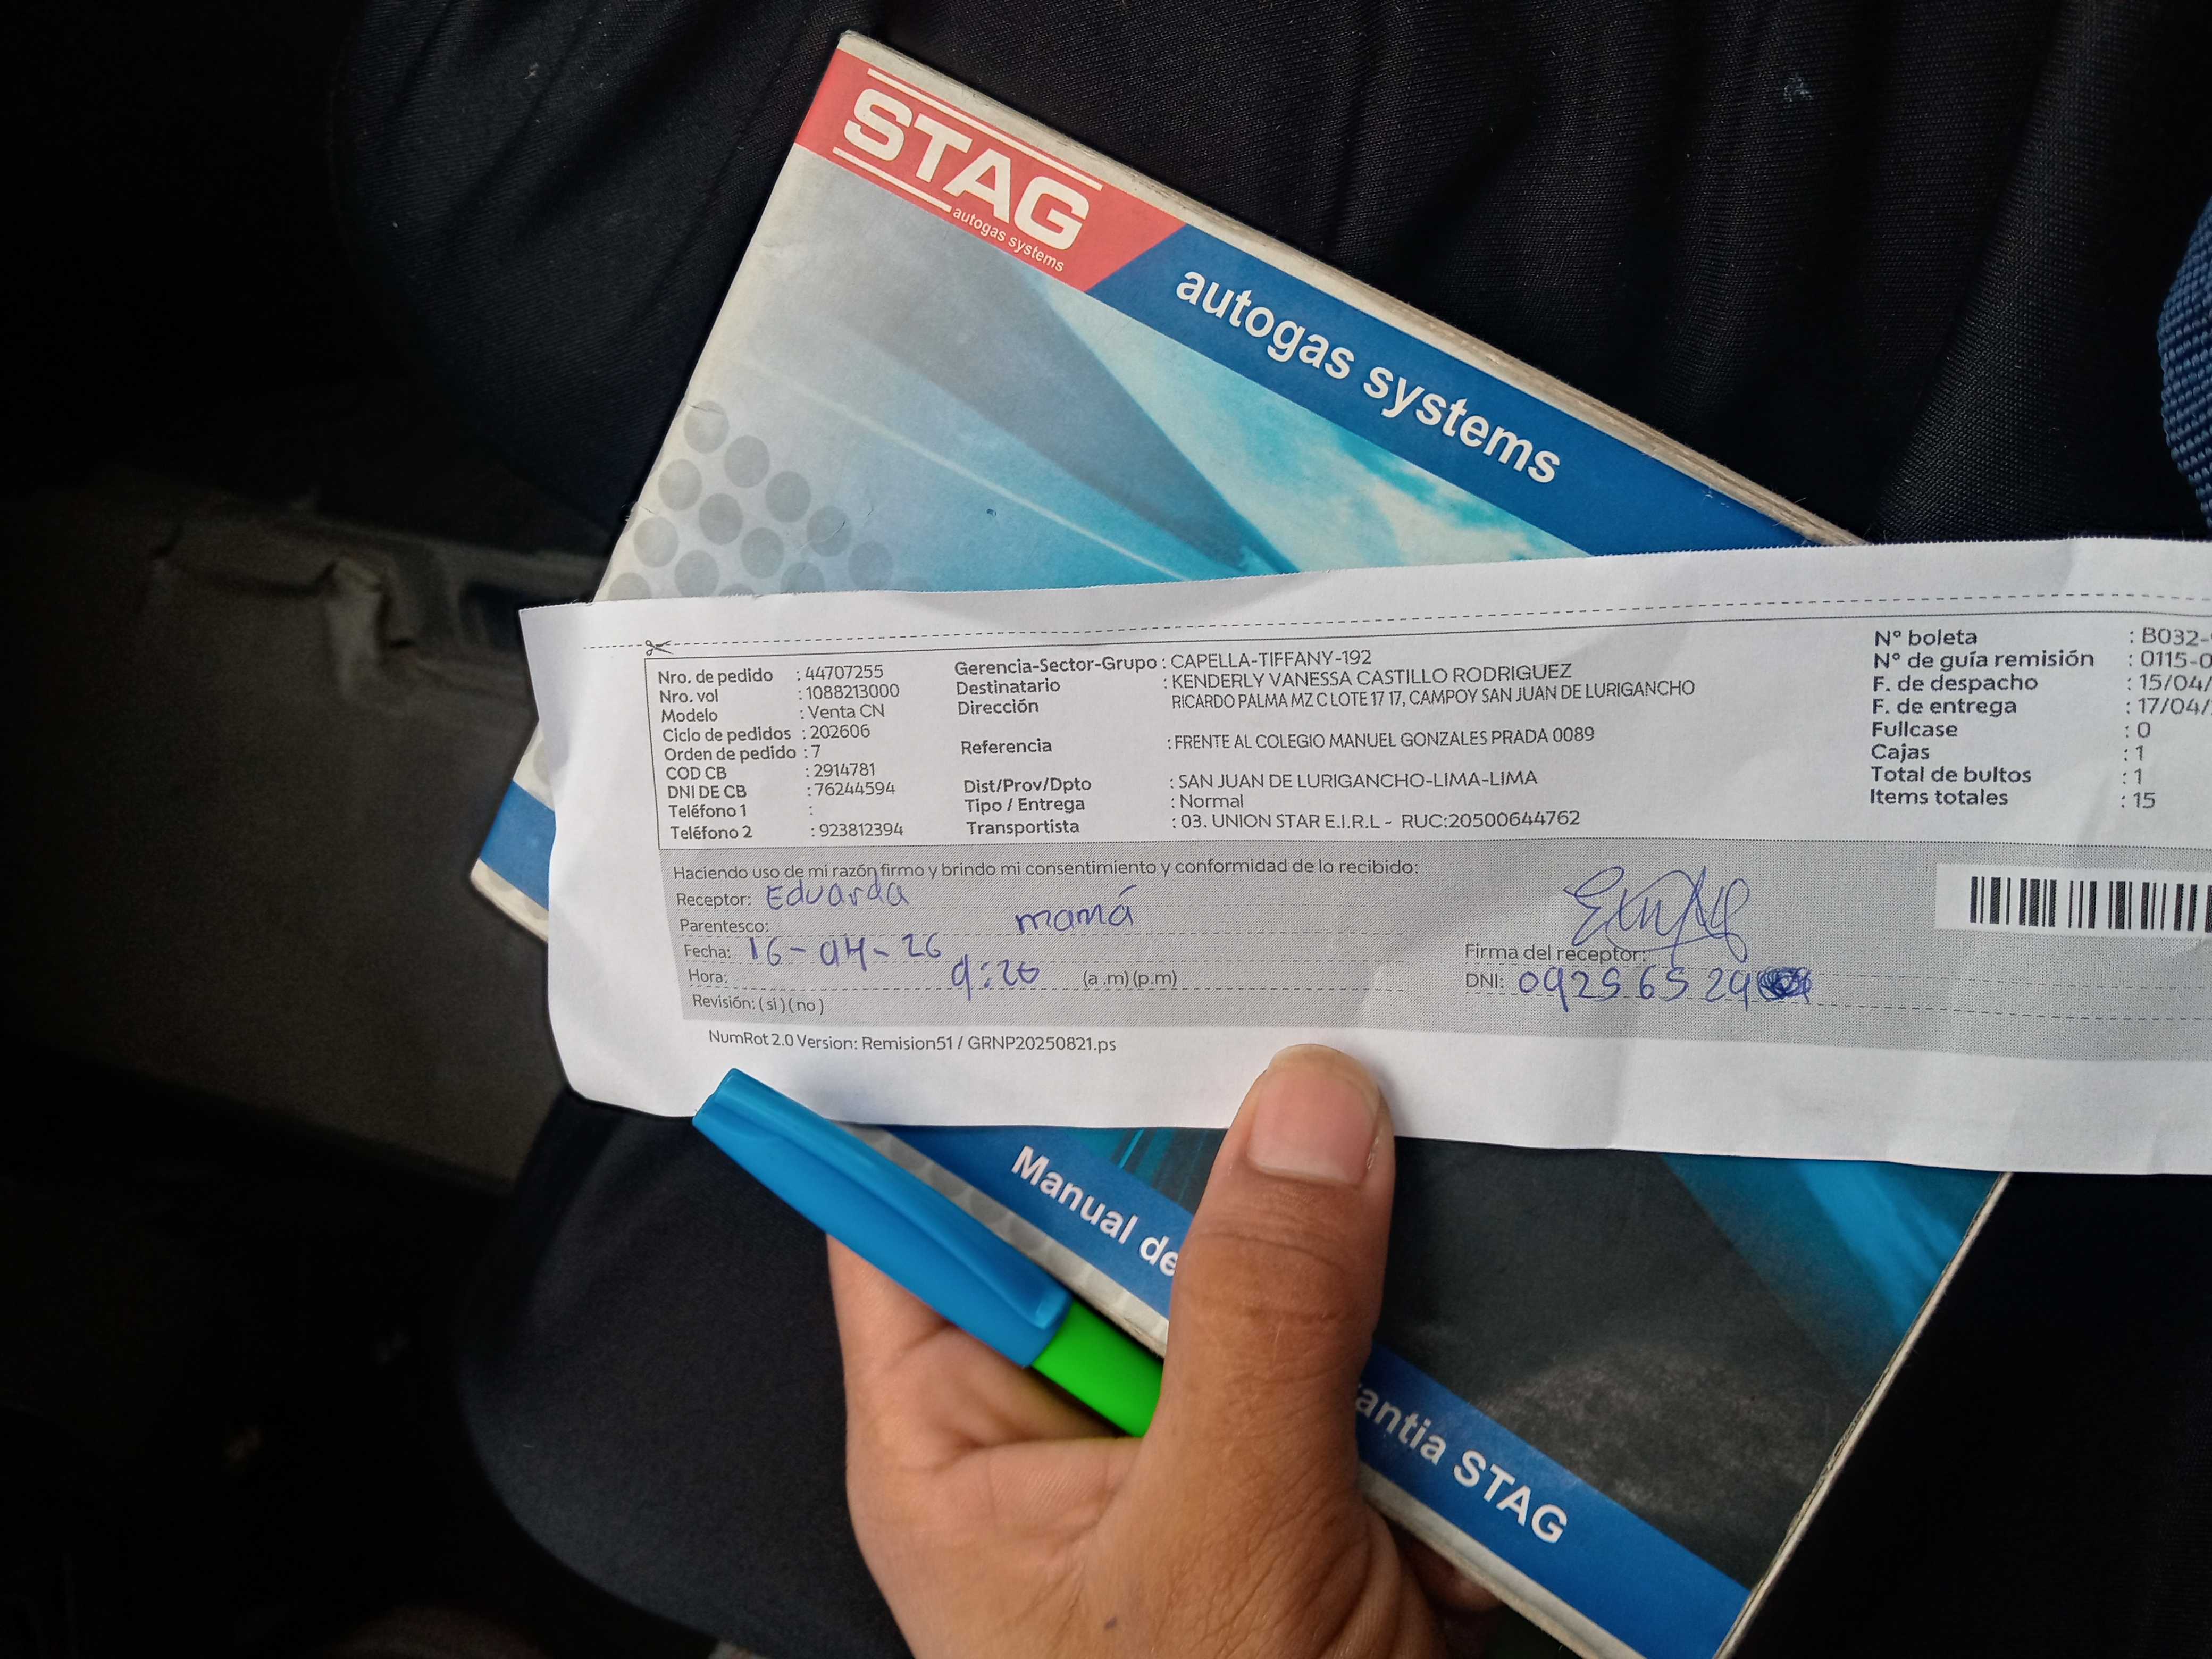 STAG
autogas systems
autogas systems
Nro. de pedido : 44707255
Nro. vol : 1088213000
Modelo : Venta CN
Ciclo de pedidos : 202606
Orden de pedido : 7
COD CB : 2914781
DNI DE CB : 76244594
Teléfono 1 :
Teléfono 2 : 923812394
Gerencia-Sector-Grupo : CAPELLA-TIFFANY-192
Destinatario : KENDERLY VANESSA CASTILLO RODRIGUEZ
Dirección RICARDO PALMA MZ C LOTE 17 17, CAMPOY SAN JUAN DE LURIGANCHO
Referencia : FRENTE AL COLEGIO MANUEL GONZALES PRADA 0089
Dist/Prov/Dpto : SAN JUAN DE LURIGANCHO-LIMA-LIMA
Tipo / Entrega : Normal
Transportista : 03. UNION STAR E.I.R.L - RUC:20500644762
N° boleta : B032-
N° de guía remisión : 0115-0
F. de despacho : 15/04/
F. de entrega : 17/04/
Fullcase : 0
Cajas : 1
Total de bultos : 1
Items totales : 15
Haciendo uso de mi razón firmo y brindo mi consentimiento y conformidad de lo recibido:
Receptor: Eduarda
Parentesco: mamá
Fecha: 16-04-26
Hora: 9:20 (a .m) (p.m)
Revisión: ( si ) ( no )
Firma del receptor:
DNI: 09256529
NumRot 2.0 Version: Remision51 / GRNP20250821.ps
Manual de
antia STAG